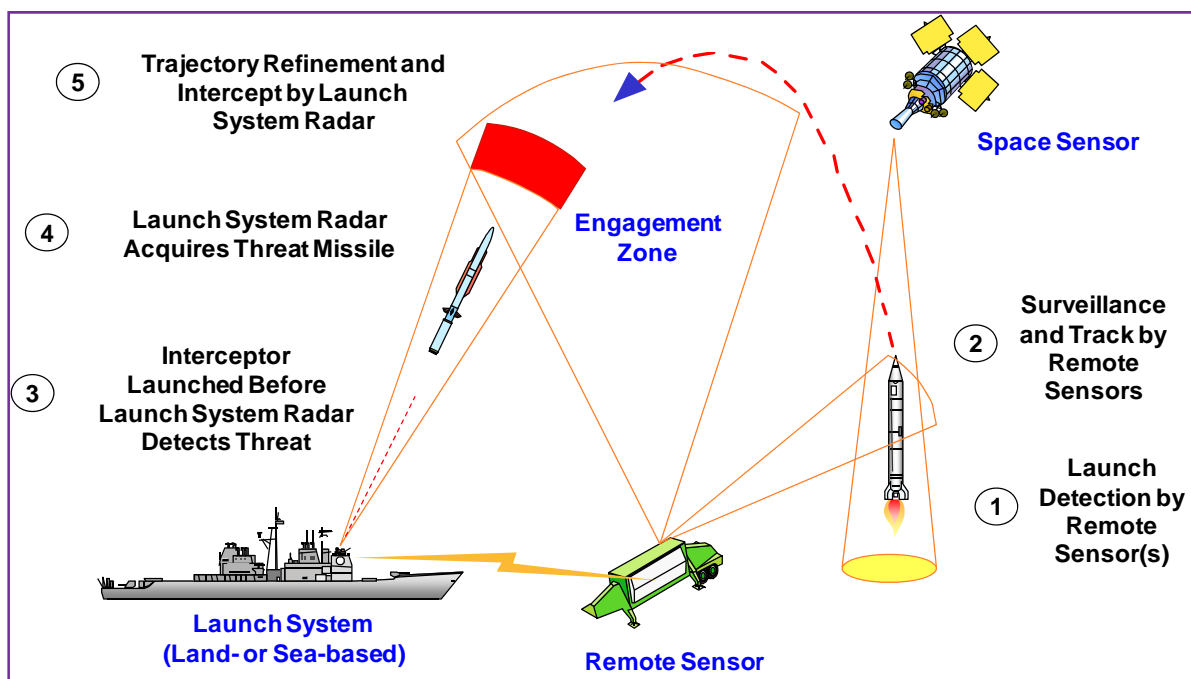 5
Trajectory Refinement and
Intercept by Launch
System Radar
Space Sensor
4
Launch System Radar
Acquires Threat Missile
Engagement
Zone
3
Interceptor
Launched Before
Launch System Radar
Detects Threat
2
Surveillance
and Track by
Remote
Sensors
1
Launch
Detection by
Remote
Sensor(s)
Launch System
(Land- or Sea-based)
Remote Sensor